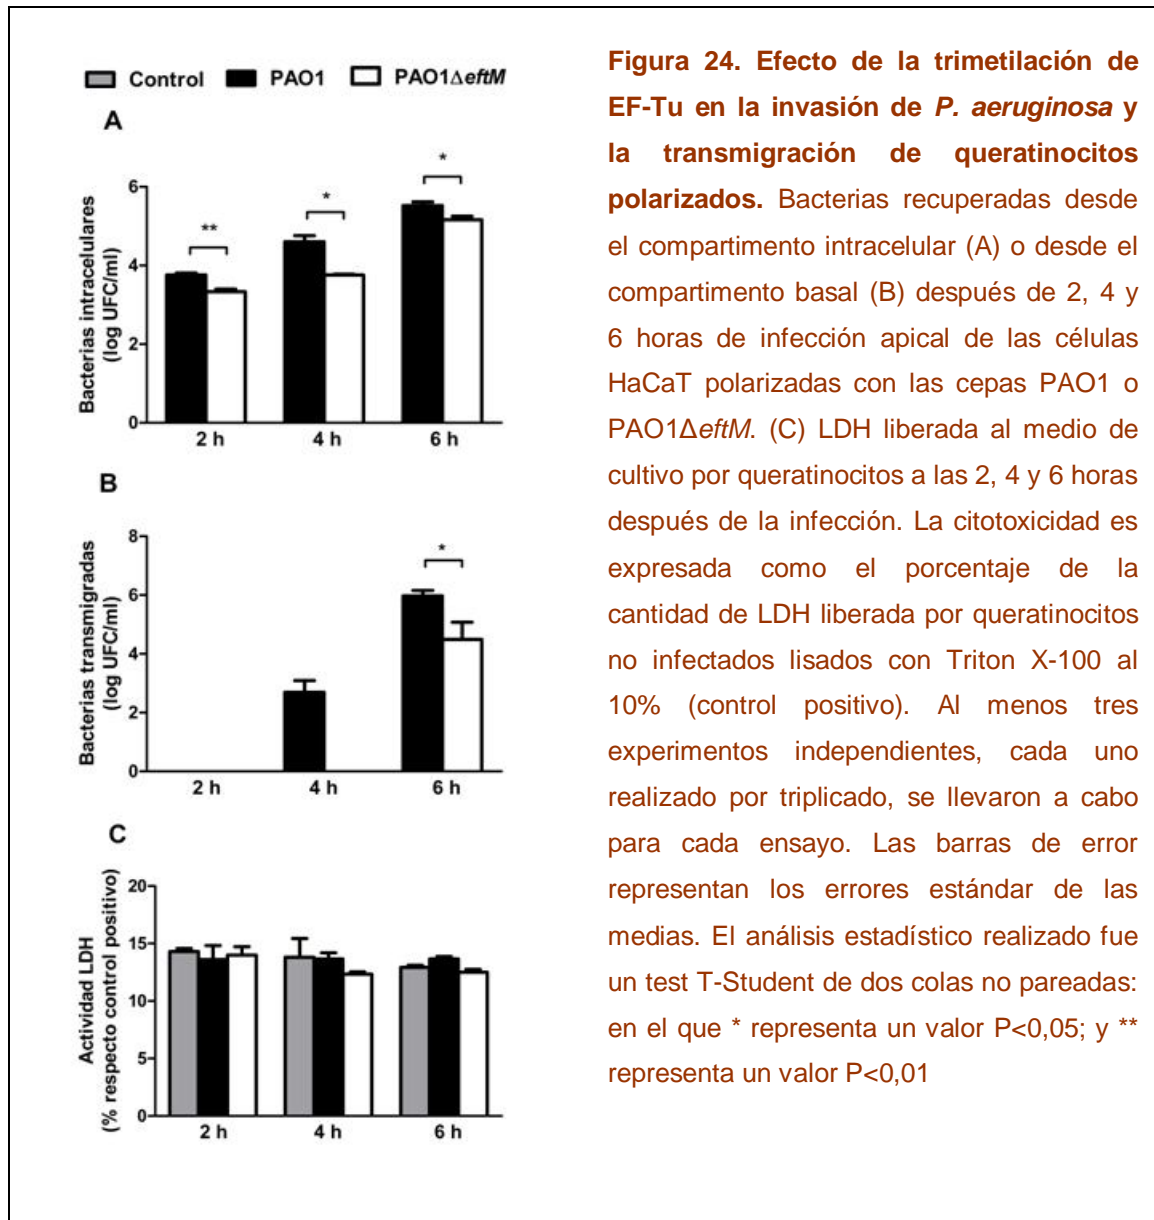 Control PAO1 PAO1ΔeftM
A
Bacterias intracelulares
(log UFC/ml)
6
4
2
0
**
*
*
2 h 4 h 6 h
B
Bacterias transmigradas
(log UFC/ml)
8
6
4
2
0
*
2 h 4 h 6 h
C
Actividad LDH
(% respecto control positivo)
20
15
10
5
0
2 h 4 h 6 h
Figura 24. Efecto de la trimetilación de
EF-Tu en la invasión de P. aeruginosa y
la transmigración de queratinocitos
polarizados. Bacterias recuperadas desde
el compartimento intracelular (A) o desde el
compartimento basal (B) después de 2, 4 y
6 horas de infección apical de las células
HaCaT polarizadas con las cepas PAO1 o
PAO1ΔeftM. (C) LDH liberada al medio de
cultivo por queratinocitos a las 2, 4 y 6 horas
después de la infección. La citotoxicidad es
expresada como el porcentaje de la
cantidad de LDH liberada por queratinocitos
no infectados lisados con Triton X-100 al
10% (control positivo). Al menos tres
experimentos independientes, cada uno
realizado por triplicado, se llevaron a cabo
para cada ensayo. Las barras de error
representan los errores estándar de las
medias. El análisis estadístico realizado fue
un test T-Student de dos colas no pareadas:
en el que * representa un valor P<0,05; y **
representa un valor P<0,01